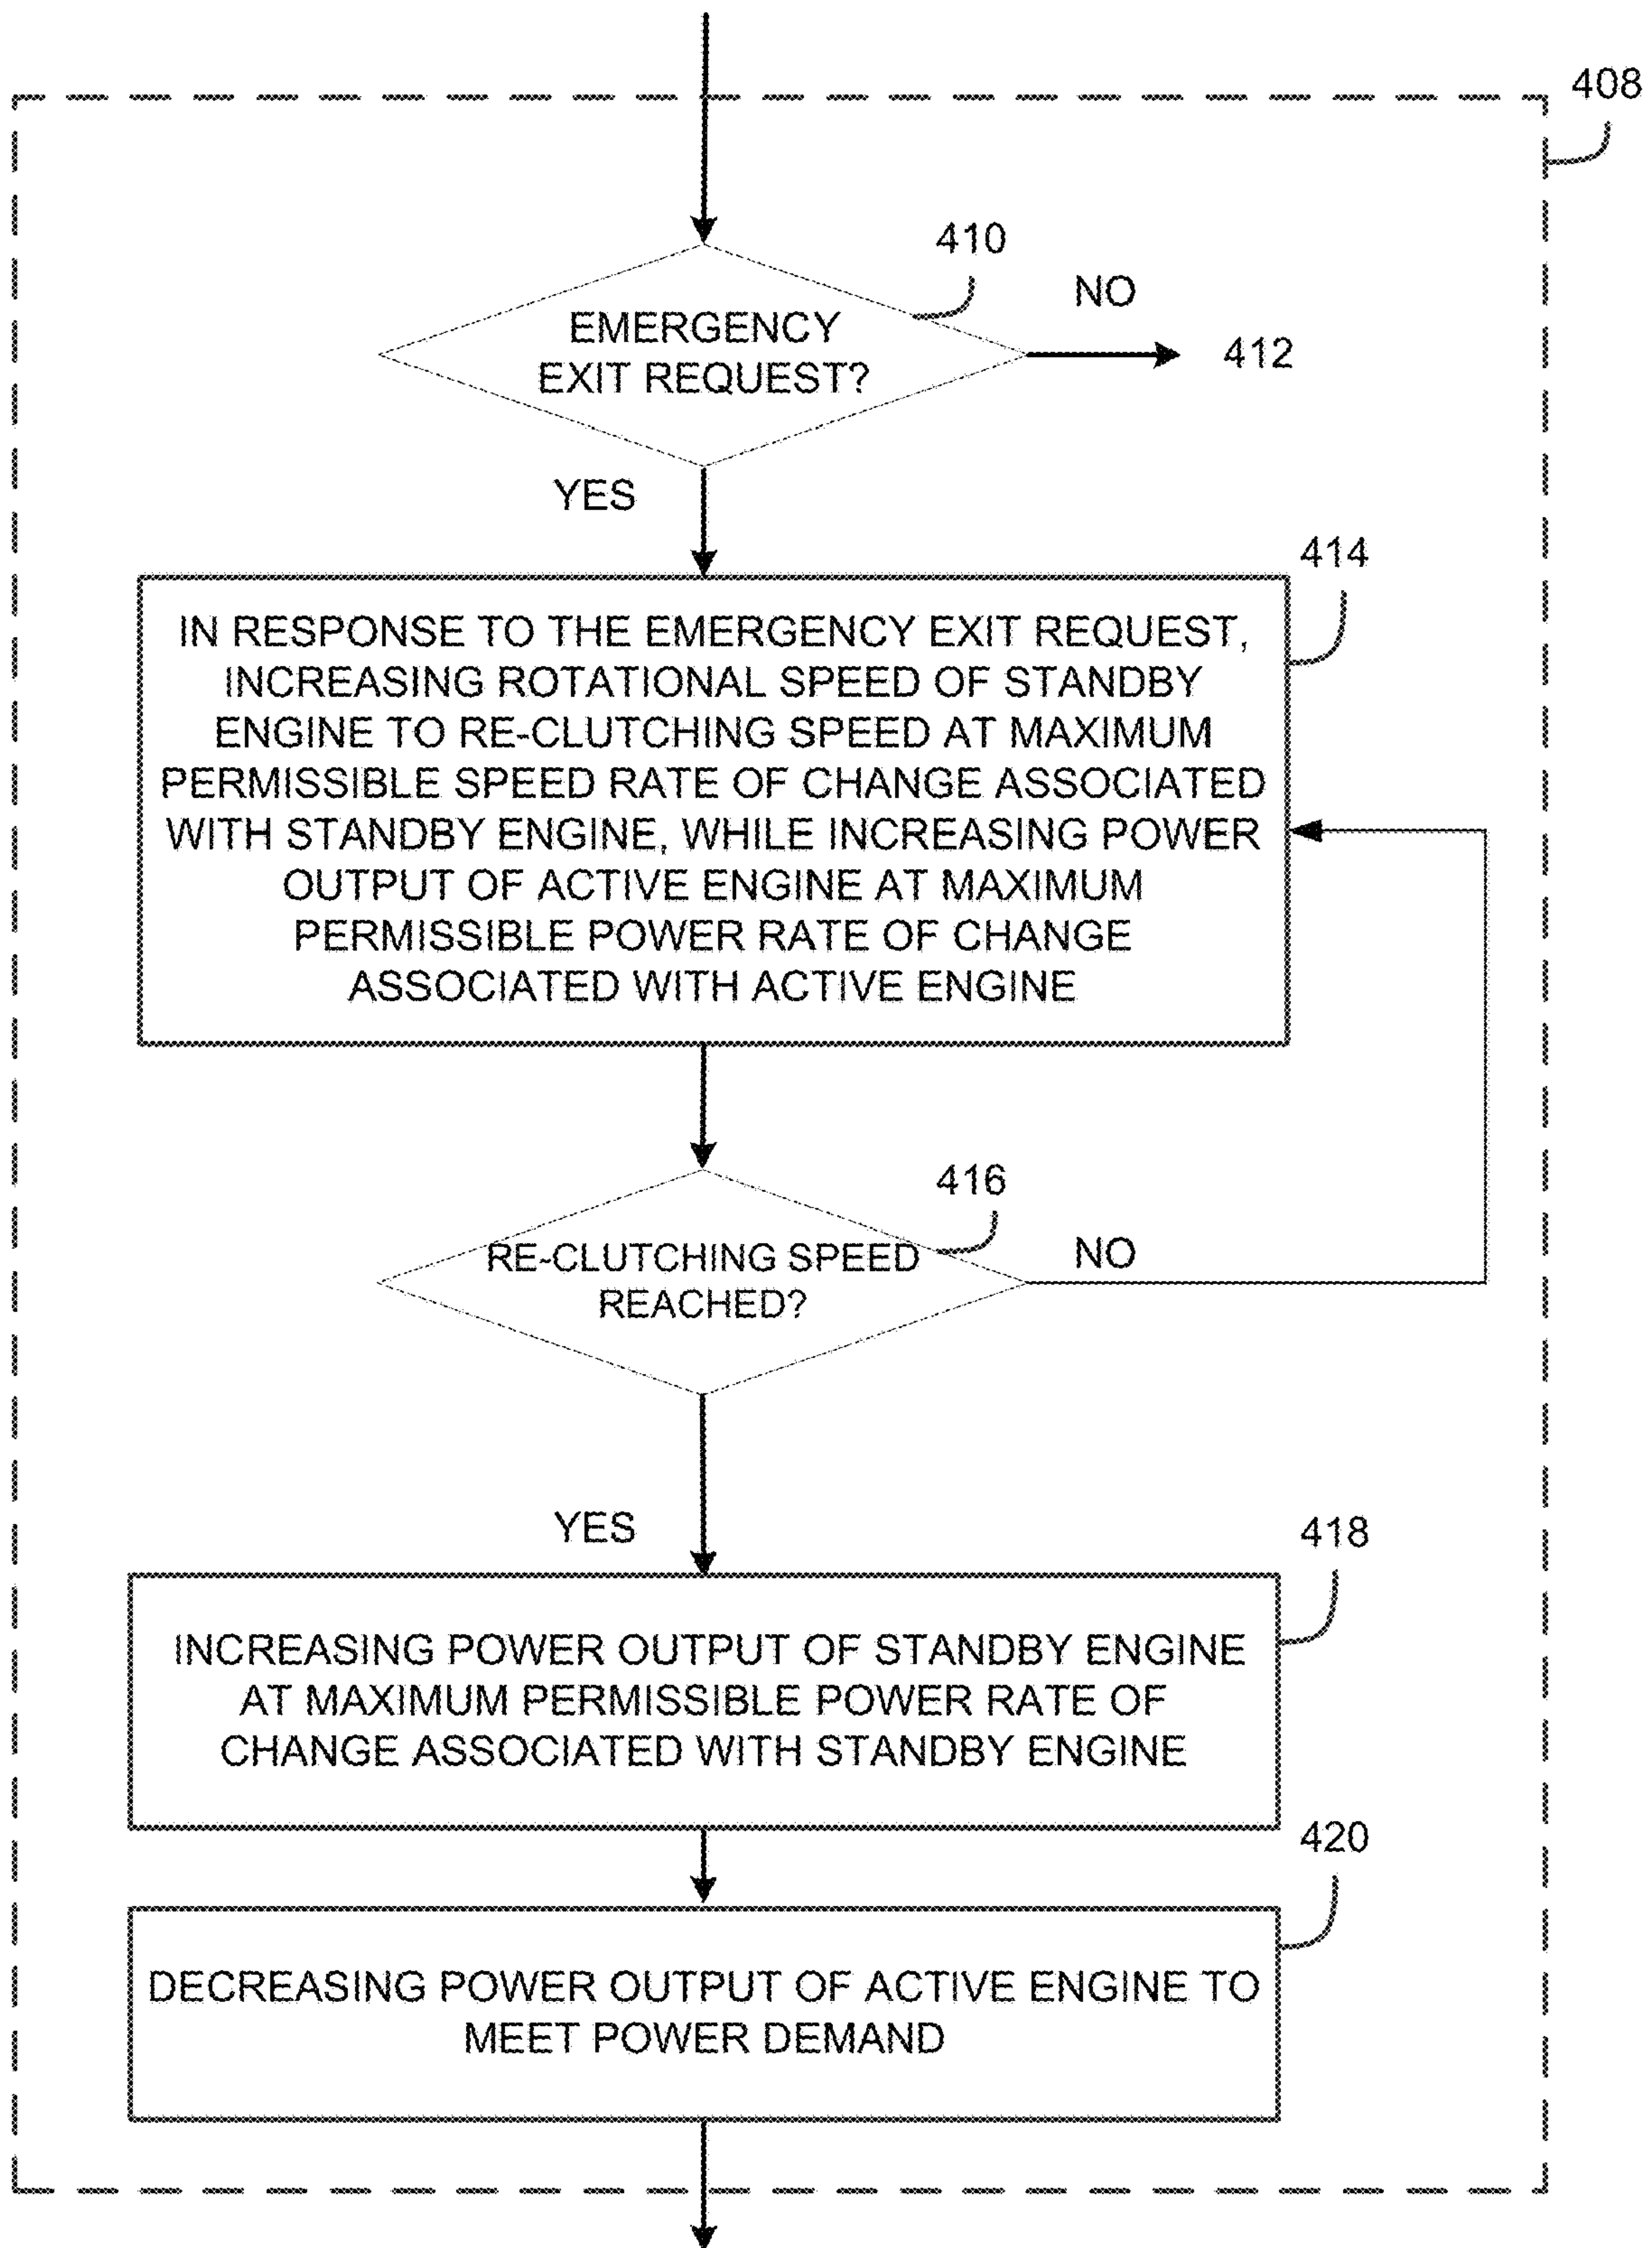 408
410
NO
EMERGENCY
EXIT REQUEST?
412
YES
414
IN RESPONSE TO THE EMERGENCY EXIT REQUEST,
INCREASING ROTATIONAL SPEED OF STANDBY
ENGINE TO RE-CLUTCHING SPEED AT MAXIMUM
PERMISSIBLE SPEED RATE OF CHANGE ASSOCIATED
WITH STANDBY ENGINE, WHILE INCREASING POWER
OUTPUT OF ACTIVE ENGINE AT MAXIMUM
PERMISSIBLE POWER RATE OF CHANGE
ASSOCIATED WITH ACTIVE ENGINE
416
NO
RE-CLUTCHING SPEED
REACHED?
YES
418
INCREASING POWER OUTPUT OF STANDBY ENGINE
AT MAXIMUM PERMISSIBLE POWER RATE OF
CHANGE ASSOCIATED WITH STANDBY ENGINE
420
DECREASING POWER OUTPUT OF ACTIVE ENGINE TO
MEET POWER DEMAND